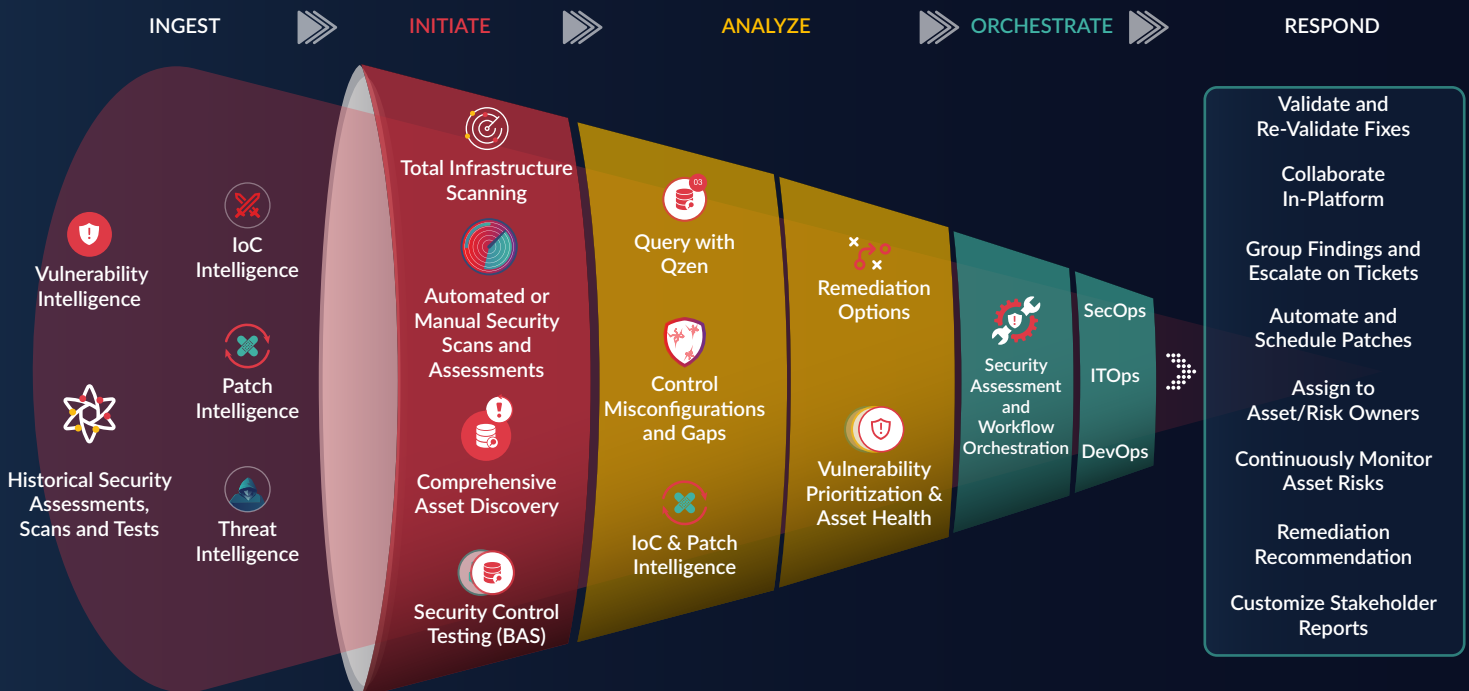 INGEST
INITIATE
ANALYZE
ORCHESTRATE
RESPOND
Vulnerability
Intelligence
Historical Security
Assessments,
Scans and Tests
IoC
Intelligence
Patch
Intelligence
Threat
Intelligence
Total Infrastructure
Scanning
Automated or
Manual Security
Scans and
Assessments
Comprehensive
Asset Discovery
Security Control
Testing (BAS)
03
Query with
Qzen
Control
Misconfigurations
and Gaps
IoC & Patch
Intelligence
Remediation
Options
Vulnerability
Prioritization &
Asset Health
Security
Assessment
and
Workflow
Orchestration
SecOps
ITOps
DevOps
Validate and
Re-Validate Fixes
Collaborate
In-Platform
Group Findings and
Escalate on Tickets
Automate and
Schedule Patches
Assign to
Asset/Risk Owners
Continuously Monitor
Asset Risks
Remediation
Recommendation
Customize Stakeholder
Reports